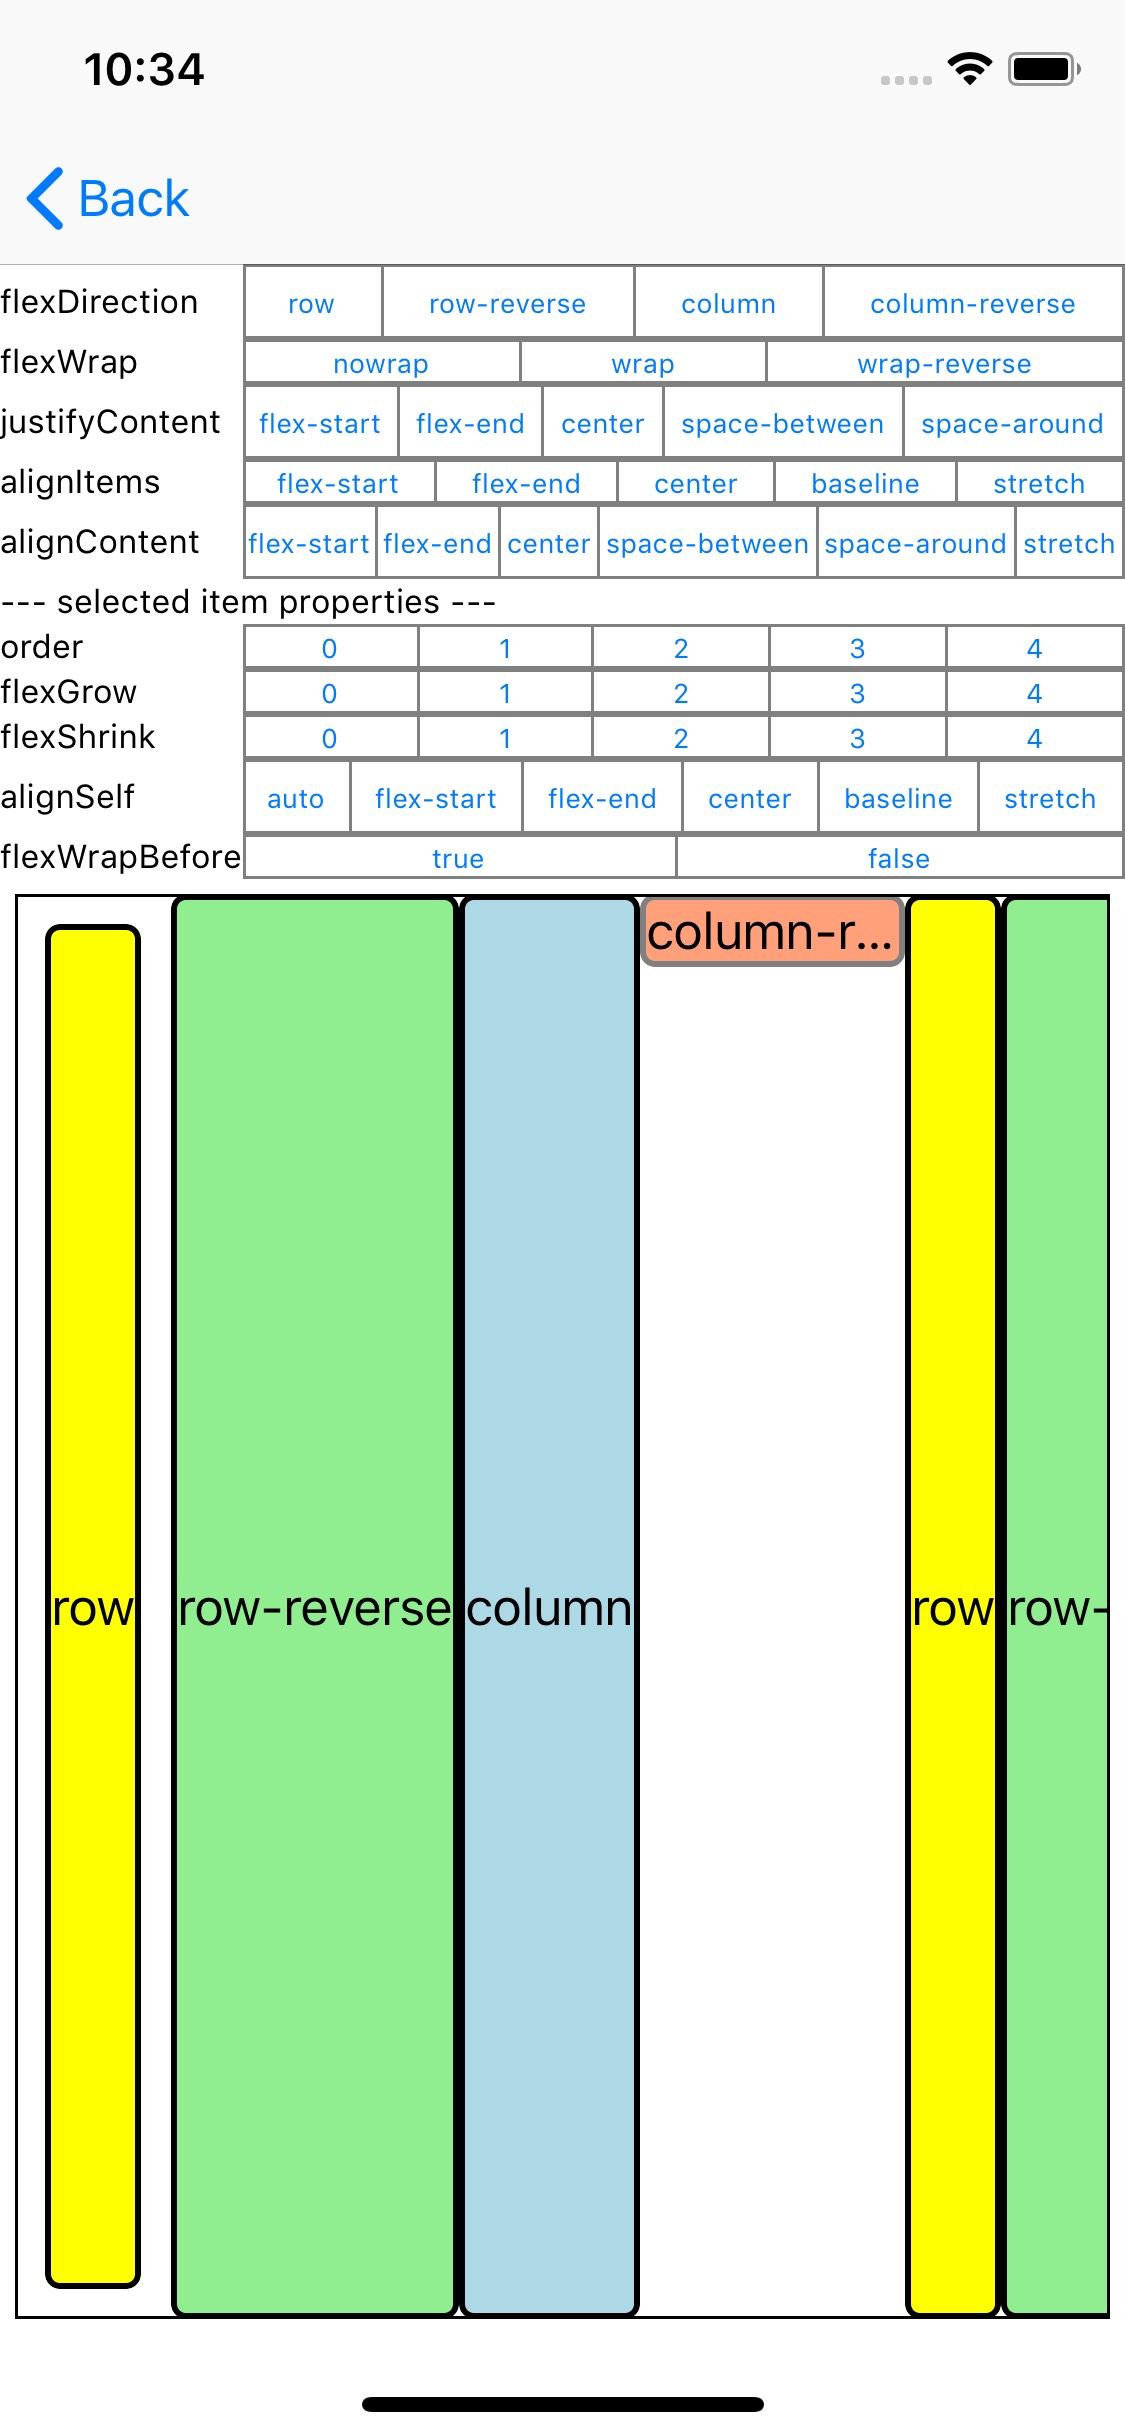 10:34
Back
flexDirection row row-reverse column column-reverse
flexWrap nowrap wrap wrap-reverse
justifyContent flex-start flex-end center space-between space-around
alignItems flex-start flex-end center baseline stretch
alignContent flex-start flex-end center space-between space-around stretch
--- selected item properties ---
order 0 1 2 3 4
flexGrow 0 1 2 3 4
flexShrink 0 1 2 3 4
alignSelf auto flex-start flex-end center baseline stretch
flexWrapBefore true false
column-r...
row row-reverse column row row-